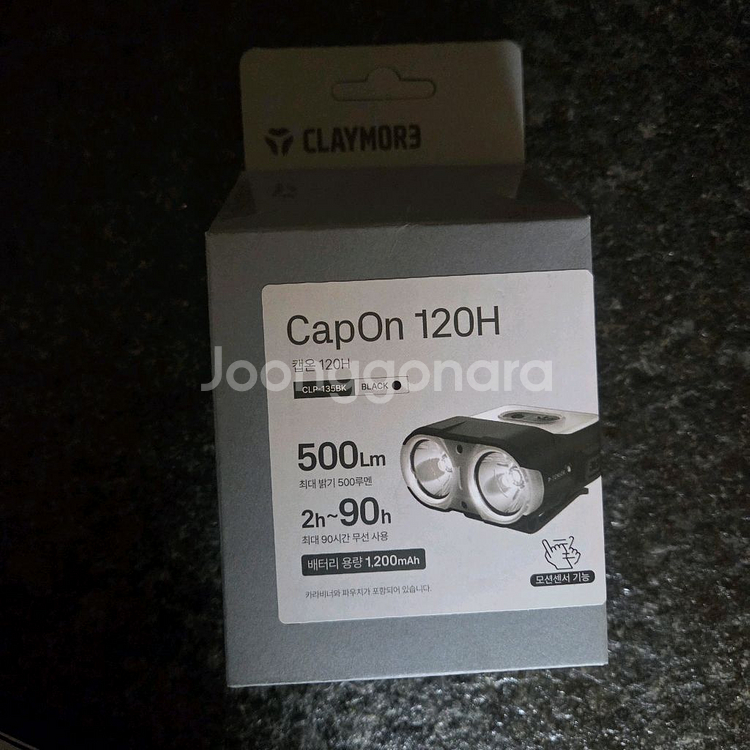 CLAYMOR3
CapOn 120H
캡온 120H
Joonggonara
CLP-135BK BLACK
500Lm
최대 밝기 500루멘
2h~90h
최대 90시간 무선 사용
배터리 용량 1,200mAh
모션센서 기능
카라비너와 파우치가 포함되어 있습니다.